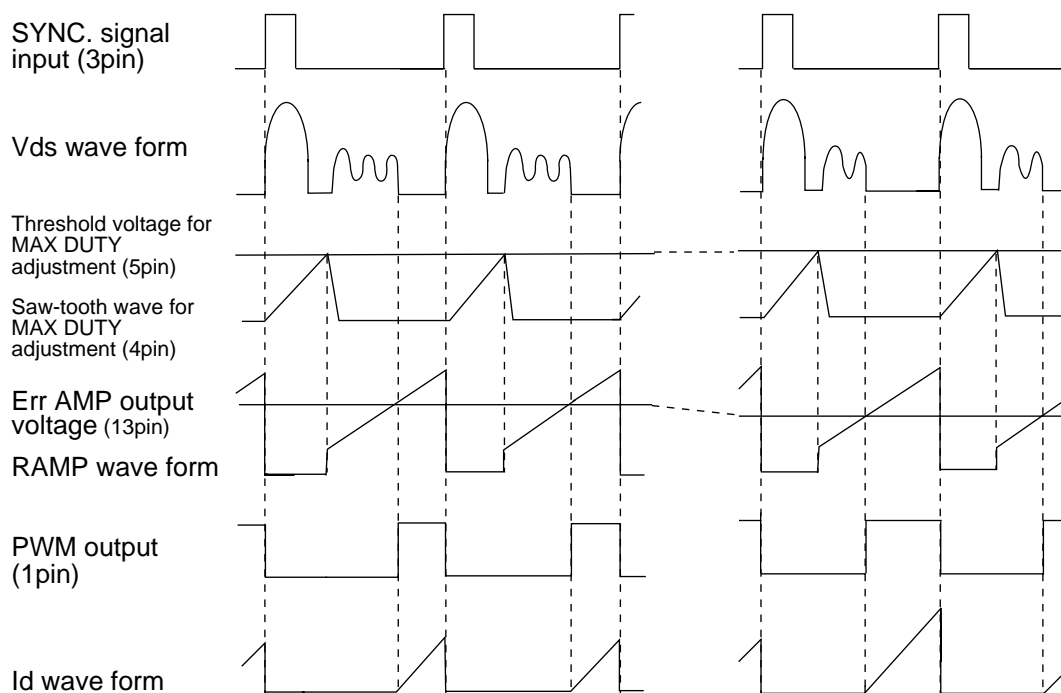 SYNC. signal
input (3pin)
Vds wave form
Threshold voltage for
MAX DUTY
adjustment (5pin)
Saw-tooth wave for
MAX DUTY
adjustment (4pin)
Err AMP output
voltage (13pin)
RAMP wave form
PWM output
(1pin)
Id wave form